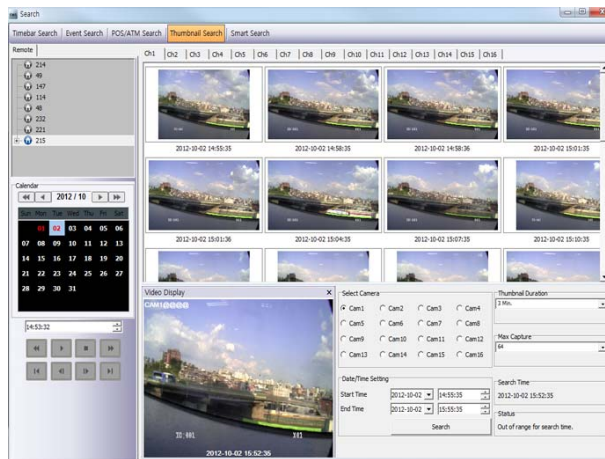 Search
Timebar Search Event Search POS/ATM Search Thumbnail Search Smart Search
Remote
214
49
147
114
48
232
221
215
Ch1 Ch2 Ch3 Ch4 Ch5 Ch6 Ch7 Ch8 Ch9 Ch10 Ch11 Ch12 Ch13 Ch14 Ch15 Ch16
2012-10-02 14:55:35 2012-10-02 14:58:35 2012-10-02 14:58:36 2012-10-02 15:01:35
2012-10-02 15:01:36 2012-10-02 15:04:35 2012-10-02 15:07:35 2012-10-02 15:10:35
Calendar
2012 / 10
Sun Mon Tue Wed Thu Fri Sat
01 02 03 04 05 06
07 08 09 10 11 12 13
14 15 16 17 18 19 20
21 22 23 24 25 26 27
28 29 30 31
14:53:32
Video Display
X03
2012-10-02 15:52:35
Select Camera
Cam1 Cam2 Cam3 Cam4
Cam5 Cam6 Cam7 Cam8
Cam9 Cam10 Cam11 Cam12
Cam13 Cam14 Cam15 Cam16
Date/Time Setting
Start Time 2012-10-02 14:55:35
End Time 2012-10-02 15:55:35
Search
Thumbnail Duration
3 Min.
Max Capture
64
Search Time
2012-10-02 15:52:35
Status
Out of range for search time.